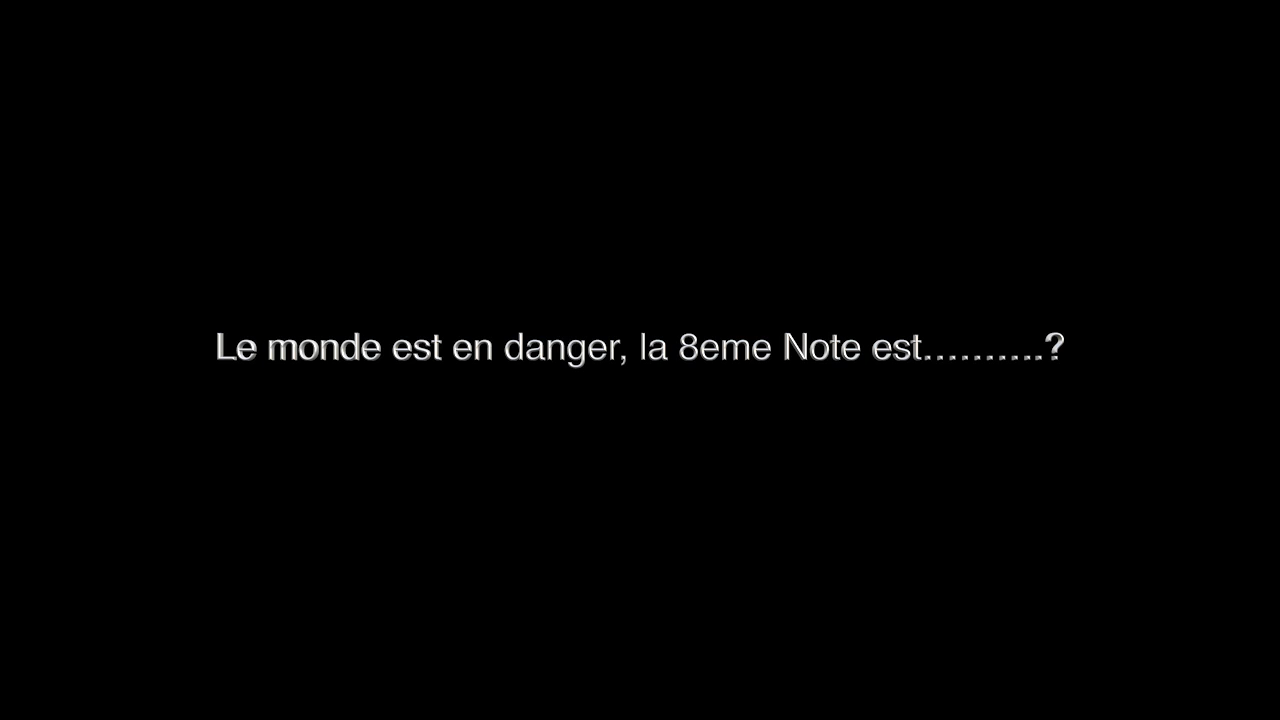 Le monde est en danger, la 8eme Note est..........?